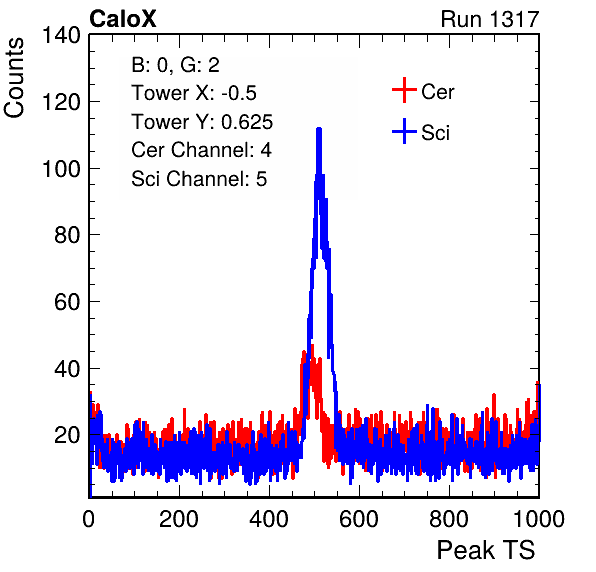 CaloX Run 1317
Counts
140
120
100
80
60
40
20
B: 0, G: 2
Tower X: -0.5
Tower Y: 0.625
Cer Channel: 4
Sci Channel: 5
Cer
Sci
0 200 400 600 800 1000
Peak TS